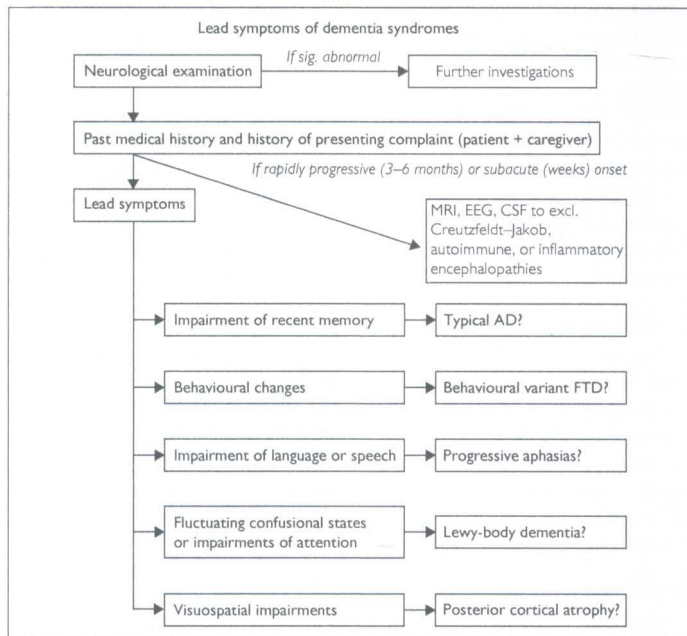 Lead symptoms of dementia syndromes
If sig. abnormal
Neurological examination
Further investigations
Past medical history and history of presenting complaint (patient + caregiver)
If rapidly progressive (3–6 months) or subacute (weeks) onset
Lead symptoms
MRI, EEG, CSF to excl.
Creutzfeldt–Jakob,
autoimmune, or inflammatory
encephalopathies
Impairment of recent memory
Typical AD?
Behavioural changes
Behavioural variant FTD?
Impairment of language or speech
Progressive aphasias?
Fluctuating confusional states
or impairments of attention
Lewy-body dementia?
Visuospatial impairments
Posterior cortical atrophy?